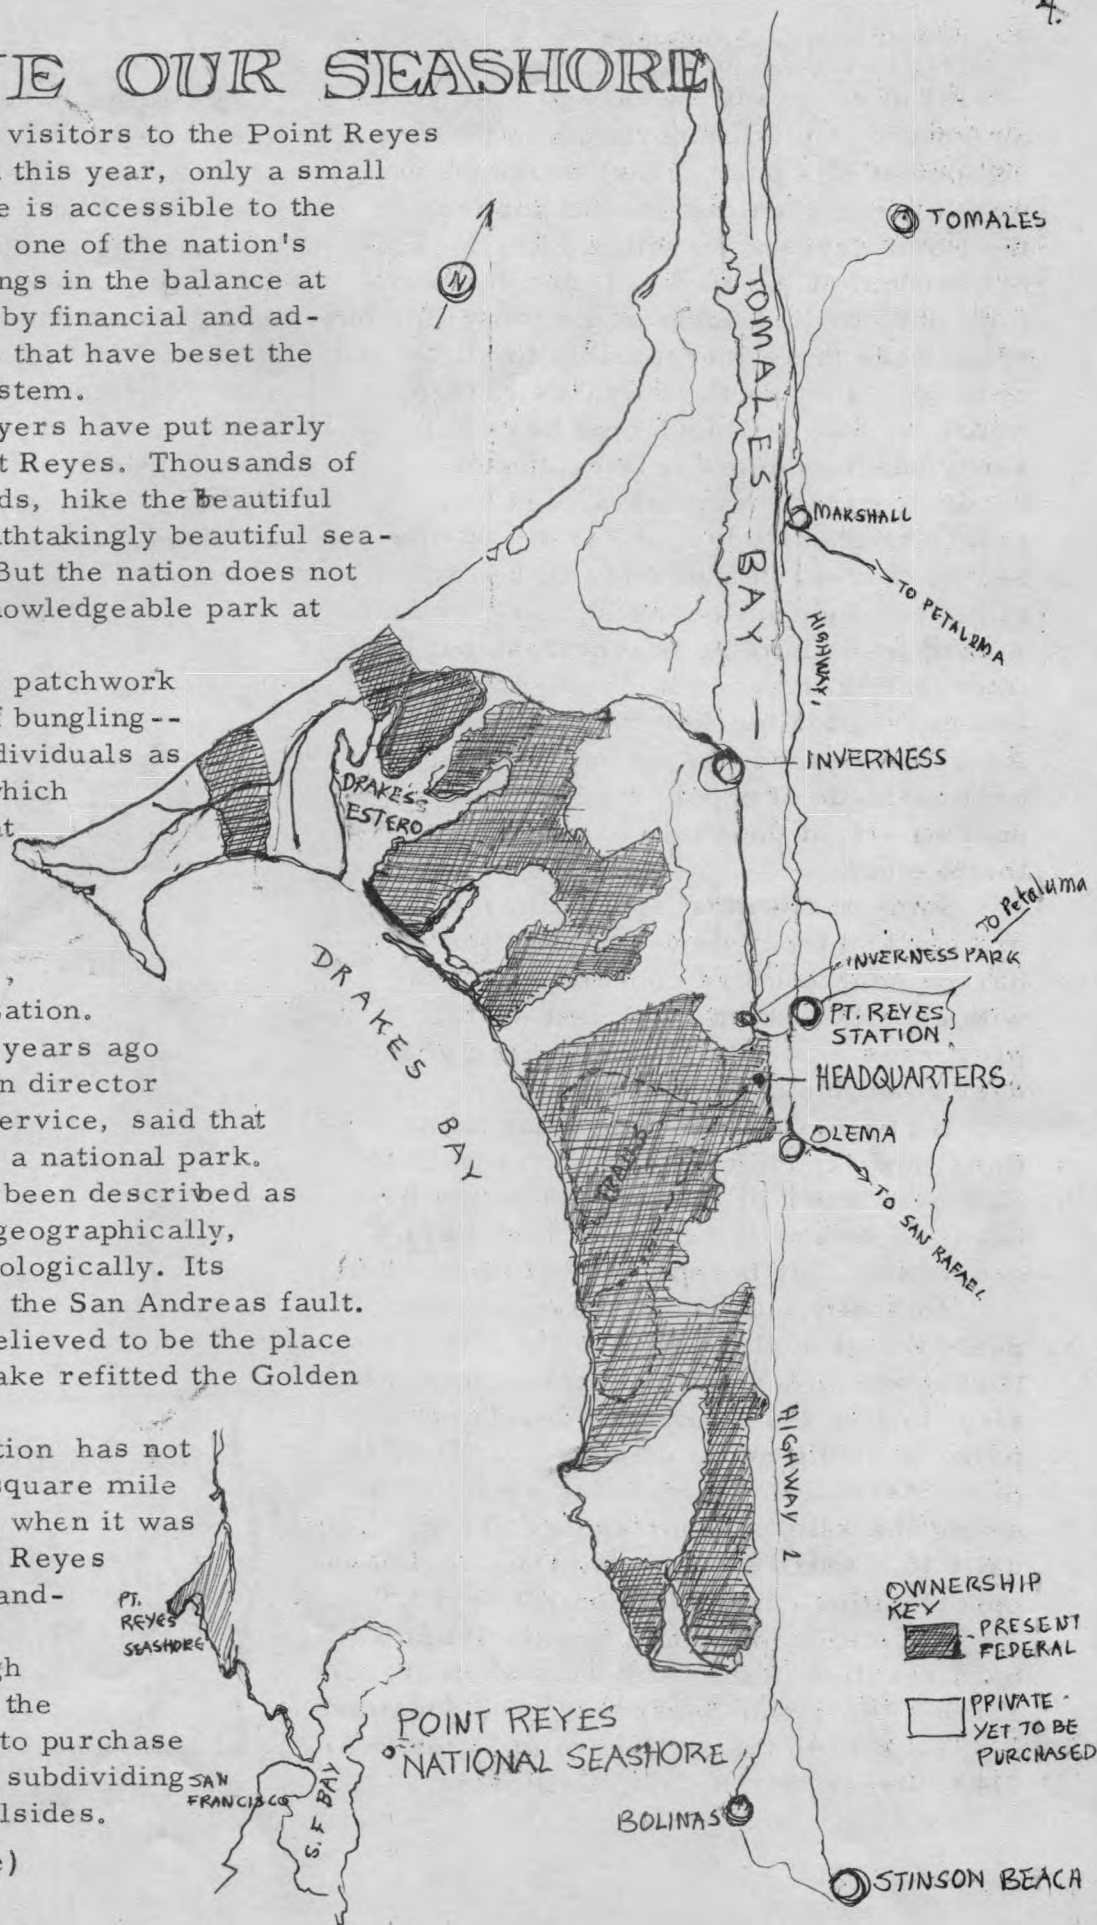 4.
E OUR SEASHORE
visitors to the Point Reyes
this year, only a small
e is accessible to the
one of the nation's
ngs in the balance at
by financial and ad-
that have beset the
stem.
yers have put nearly
t Reyes. Thousands of
ds, hike the beautiful
athtakingly beautiful sea-
But the nation does not
nowledgeable park at
patchwork
f bungling--
dividuals as
which
at
sation.
years ago
n director
ervice, said that
a national park.
been described as
geographically,
ologically. Its
the San Andreas fault.
elieved to be the place
ake refitted the Golden
tion has not
square mile
when it was
Reyes
and-
gh
the
to purchase
subdividing
llsides.
e)
N
TOMALES
TOMALES BAY
MARSHALL
TO PETALUMA
HIGHWAY 1
INVERNESS
DRAKE'S
ESTERO
TO Petaluma
INVERNESS PARK
PT. REYES
STATION
HEADQUARTERS
OLEMA
TO SAN RAFAEL
DRAKE'S BAY
TRAILS
HIGHWAY 1
OWNERSHIP
KEY
PRESENT
FEDERAL
PRIVATE
YET TO BE
PURCHASED
PT.
REYES
SEASHORE
SAN
FRANCISCO
S.F BAY
POINT REYES
NATIONAL SEASHORE
BOLINAS
STINSON BEACH